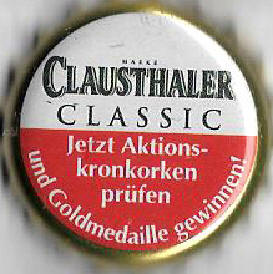 MARKE
CLAUSTHALER
CLASSIC
Jetzt Aktions-
kronkorken
prüfen
und Goldmedaille gewinnen!